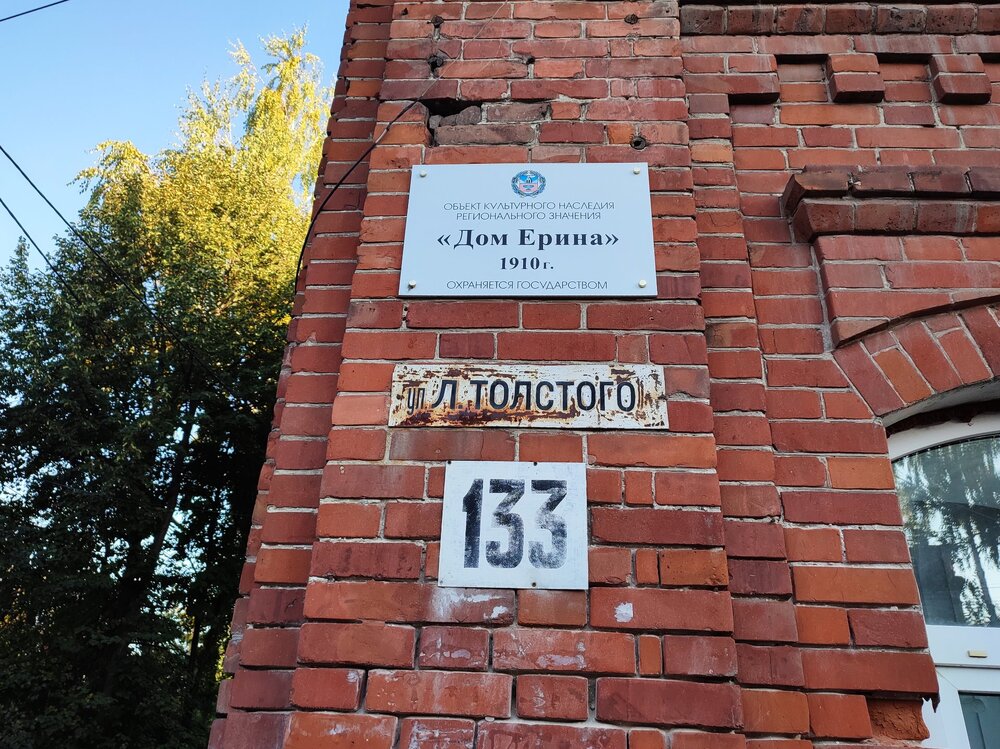 ОБЪЕКТ КУЛЬТУРНОГО НАСЛЕДИЯ
РЕГИОНАЛЬНОГО ЗНАЧЕНИЯ
«Дом Ерина»
1910 г.
ОХРАНЯЕТСЯ ГОСУДАРСТВОМ
ул Л.ТОЛСТОГО
133